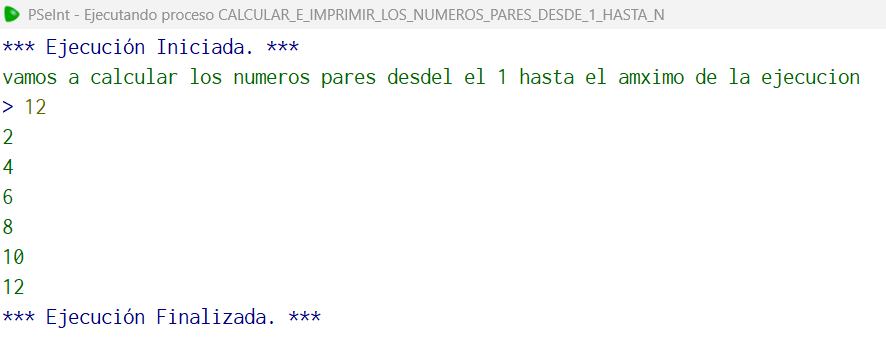 PSeInt - Ejecutando proceso CALCULAR_E_IMPRIMIR_LOS_NUMEROS_PARES_DESDE_1_HASTA_N
*** Ejecución Iniciada. ***
vamos a calcular los numeros pares desdel el 1 hasta el amximo de la ejecucion
> 12
2
4
6
8
10
12
*** Ejecución Finalizada. ***